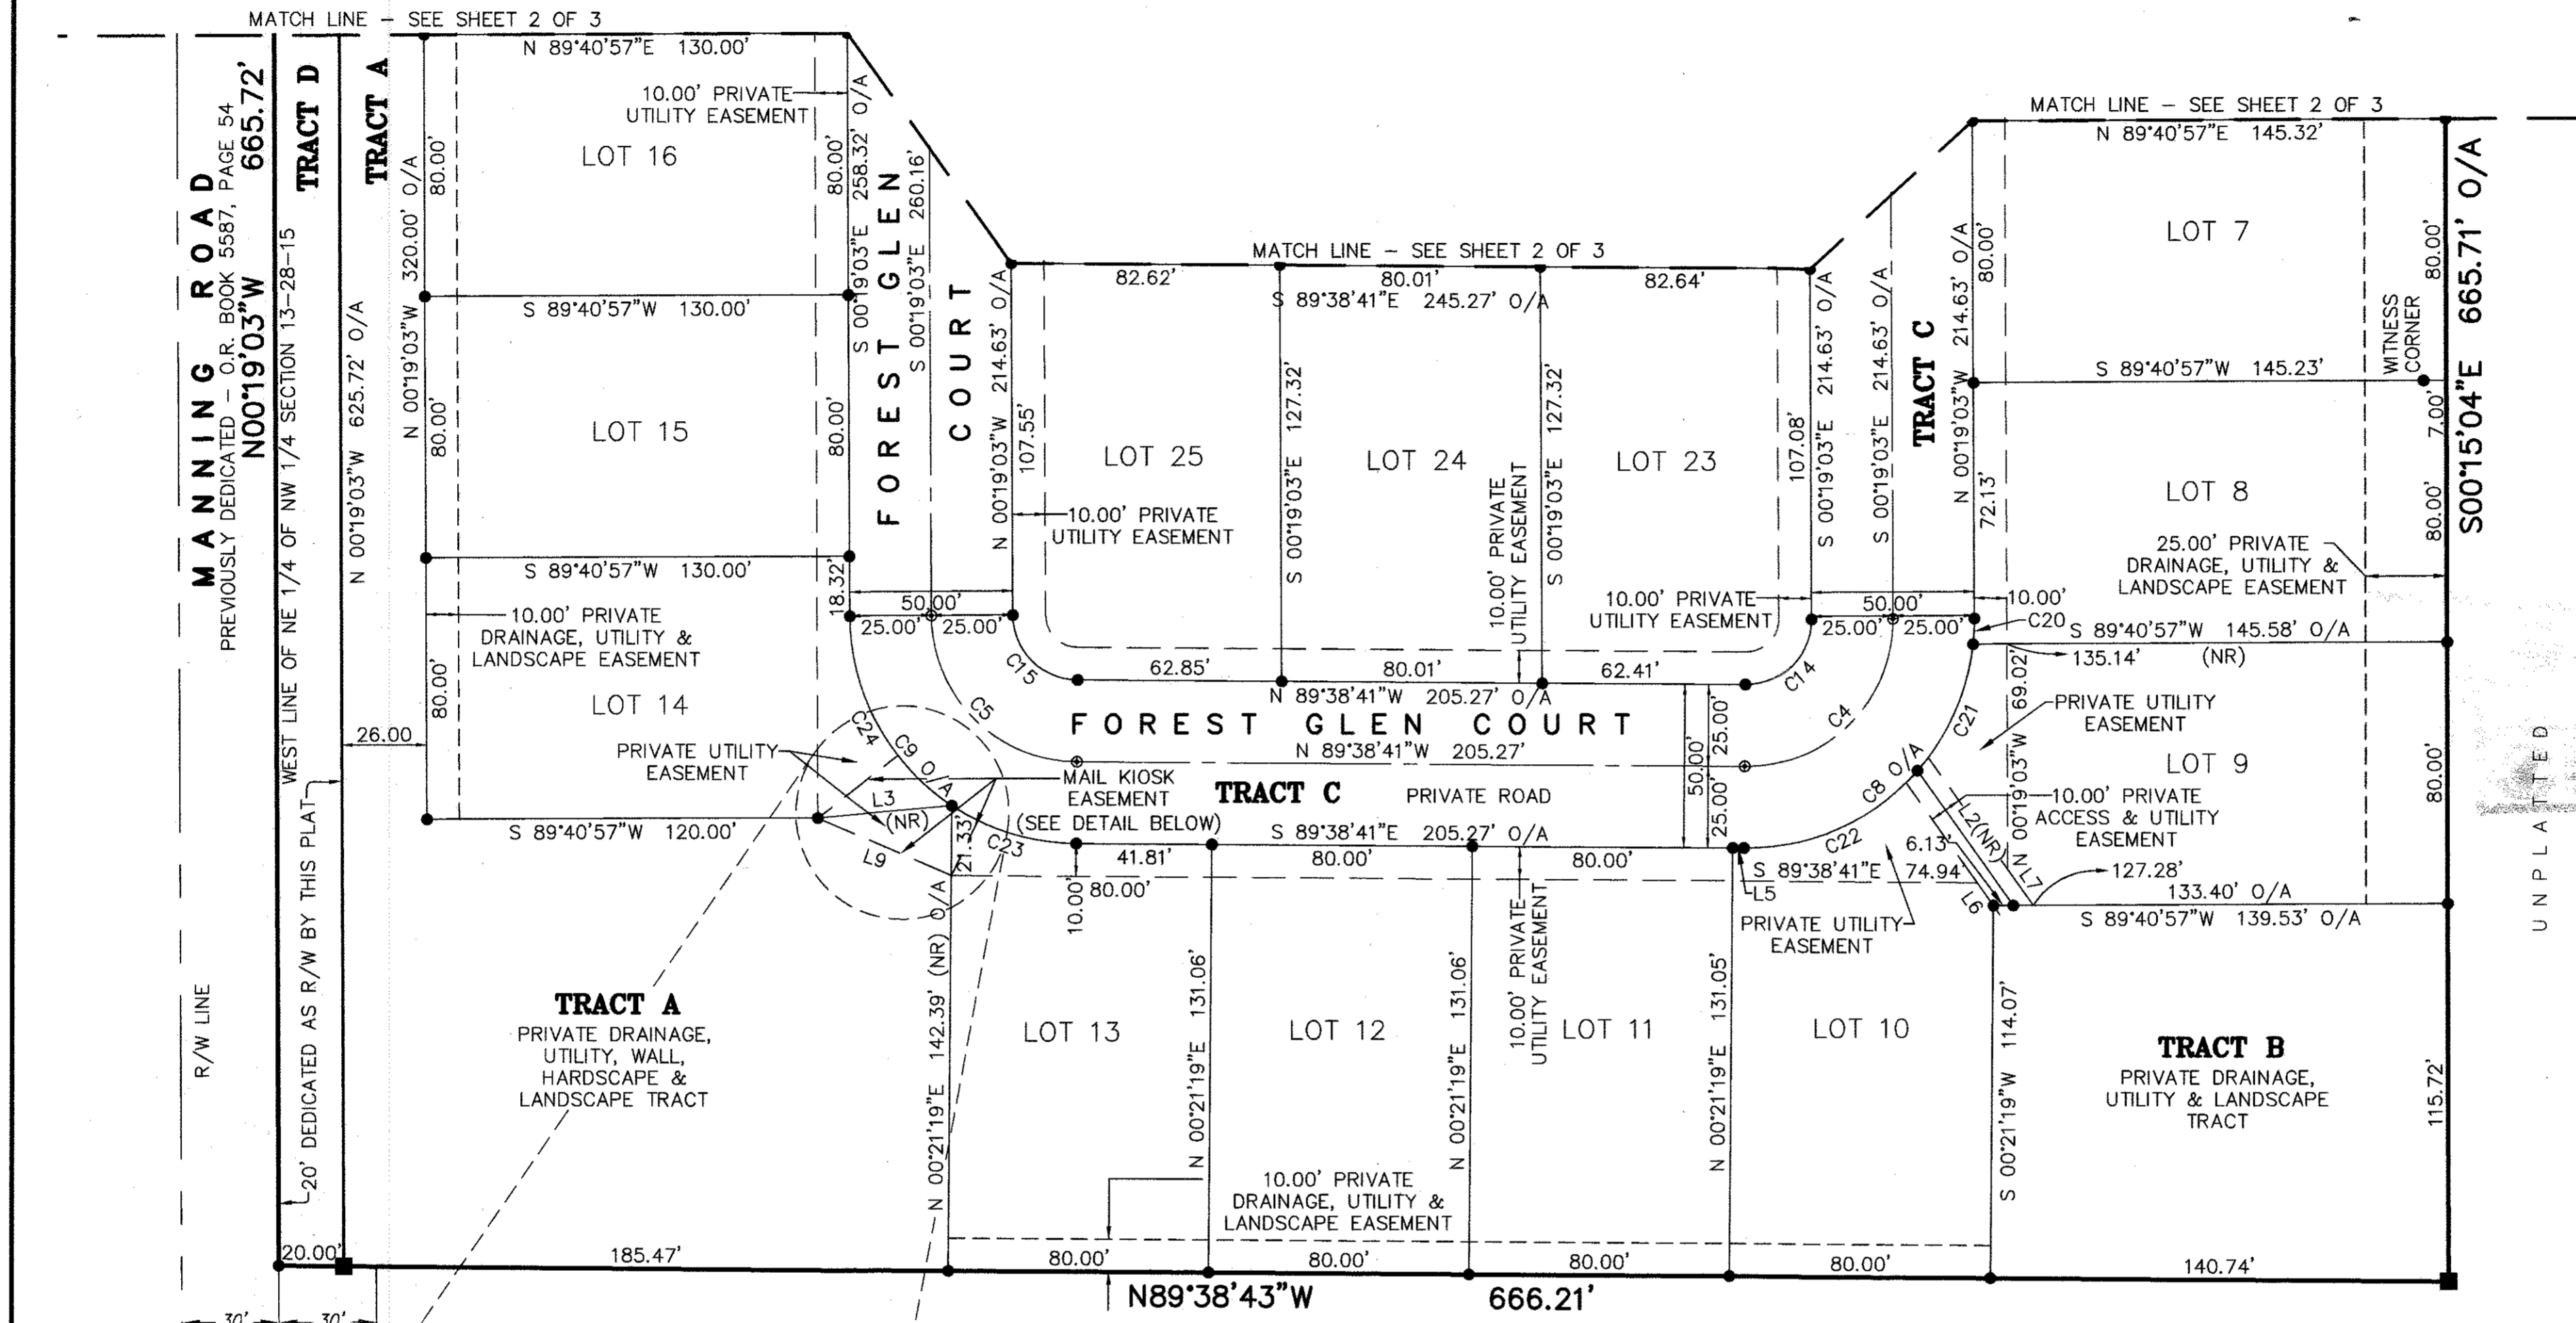 MATCH LINE – SEE SHEET 2 OF 3
N 89°40'57"E 130.00'
MANNING ROAD
PREVIOUSLY DEDICATED – O.R. BOOK 5587, PAGE 54
N00°19'03"W 665.72'
WEST LINE OF NE 1/4 OF NW 1/4 SECTION 13-28-15
TRACT D
TRACT A
N 00°19'03"W 625.72' O/A
N 00°19'03"W 320.00' O/A
80.00'
10.00' PRIVATE
UTILITY EASEMENT
LOT 16
80.00'
S 00°19'03"E 258.32' O/A
S 00°19'03"E 260.16'
FOREST GLEN
COURT
S 89°40'57"W 130.00'
80.00'
LOT 15
80.00'
S 89°40'57"W 130.00'
18.32'
10.00' PRIVATE
DRAINAGE, UTILITY &
LANDSCAPE EASEMENT
80.00'
LOT 14
26.00
PRIVATE UTILITY
EASEMENT
S 89°40'57"W 120.00'
50.00'
25.00'
25.00'
C24
C9 O/A
C5
C15
L3
(NR)
L9
MAIL KIOSK
EASEMENT
(SEE DETAIL BELOW)
21.33'
C23
MATCH LINE – SEE SHEET 2 OF 3
82.62'
80.01'
82.64'
S 89°38'41"E 245.27' O/A
N 00°19'03"W 214.63' O/A
107.55'
LOT 25
10.00' PRIVATE
UTILITY EASEMENT
S 00°19'03"E 127.32'
LOT 24
10.00' PRIVATE
UTILITY EASEMENT
S 00°19'03"E 127.32'
LOT 23
10.00' PRIVATE
UTILITY EASEMENT
107.08'
S 00°19'03"E 214.63' O/A
S 00°19'03"E 214.63' O/A
TRACT C
N 00°19'03"W 214.63' O/A
62.85'
80.01'
62.41'
N 89°38'41"W 205.27' O/A
FOREST GLEN COURT
N 89°38'41"W 205.27'
TRACT C PRIVATE ROAD
S 89°38'41"E 205.27' O/A
50.00'
25.00'
25.00'
C14
C4
50.00'
25.00'
25.00'
10.00'
C20
MATCH LINE – SEE SHEET 2 OF 3
N 89°40'57"E 145.32'
80.00'
LOT 7
80.00'
S00°15'04"E 665.71' O/A
WITNESS
CORNER
S 89°40'57"W 145.23'
7.00'
72.13'
LOT 8
80.00'
25.00' PRIVATE
DRAINAGE, UTILITY &
LANDSCAPE EASEMENT
S 89°40'57"W 145.58' O/A
135.14'
(NR)
N 00°19'03"W 69.02'
PRIVATE UTILITY
EASEMENT
C21
LOT 9
80.00'
UNPLATTED
C8 O/A
L2(NR)
10.00' PRIVATE
ACCESS & UTILITY
EASEMENT
6.13'
L7
127.28'
133.40' O/A
S 89°40'57"W 139.53' O/A
C22
S 89°38'41"E 74.94'
L5
L6
PRIVATE UTILITY
EASEMENT
41.81'
80.00'
80.00'
80.00'
10.00'
10.00' PRIVATE
UTILITY EASEMENT
R/W LINE
20' DEDICATED AS R/W BY THIS PLAT
TRACT A
PRIVATE DRAINAGE,
UTILITY, WALL,
HARDSCAPE &
LANDSCAPE TRACT
N 00°21'19"E 142.39' (NR) O/A
LOT 13
N 00°21'19"E 131.06'
LOT 12
N 00°21'19"E 131.06'
LOT 11
N 00°21'19"E 131.05'
LOT 10
S 00°21'19"W 114.07'
TRACT B
PRIVATE DRAINAGE,
UTILITY & LANDSCAPE
TRACT
115.72'
10.00' PRIVATE
DRAINAGE, UTILITY &
LANDSCAPE EASEMENT
20.00'
185.47'
80.00'
80.00'
80.00'
80.00'
140.74'
N89°38'43"W 666.21'
30'
30'